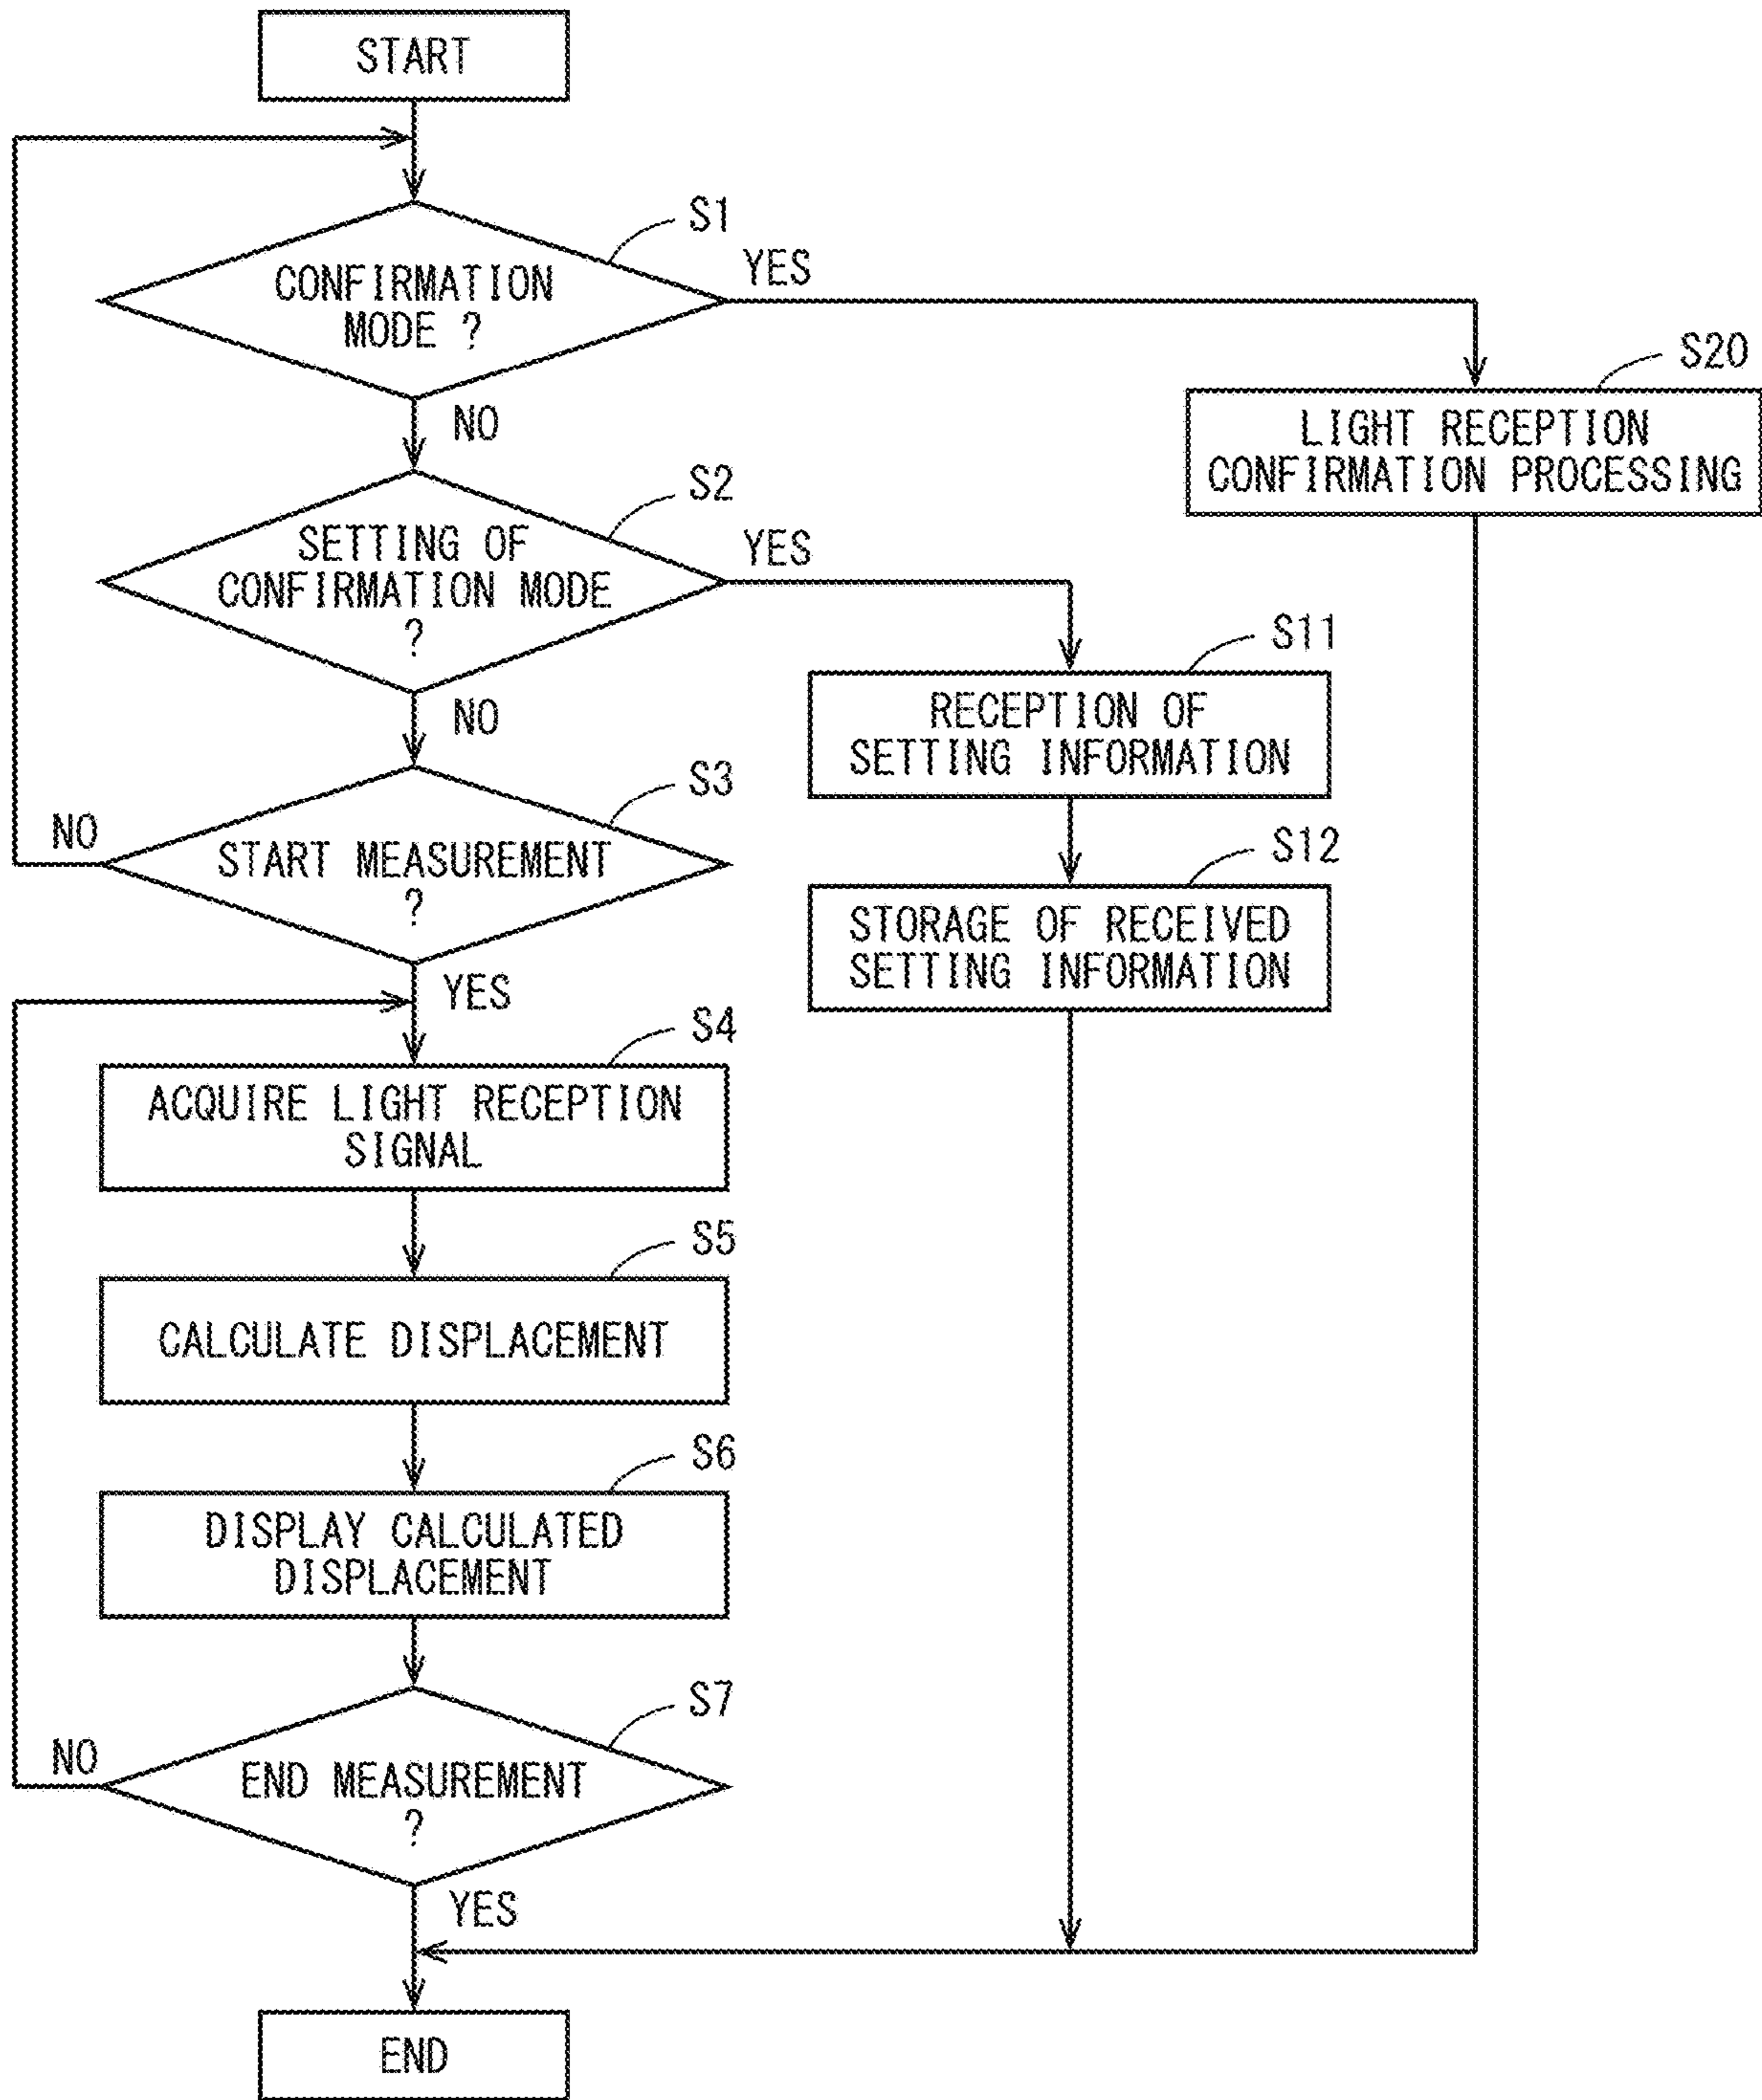 START
S1
CONFIRMATION
MODE ?
YES
NO
S20
LIGHT RECEPTION
CONFIRMATION PROCESSING
S2
SETTING OF
CONFIRMATION MODE
?
YES
NO
S11
RECEPTION OF
SETTING INFORMATION
S3
START MEASUREMENT
?
NO
YES
S12
STORAGE OF RECEIVED
SETTING INFORMATION
S4
ACQUIRE LIGHT RECEPTION
SIGNAL
S5
CALCULATE DISPLACEMENT
S6
DISPLAY CALCULATED
DISPLACEMENT
S7
END MEASUREMENT
?
NO
YES
END